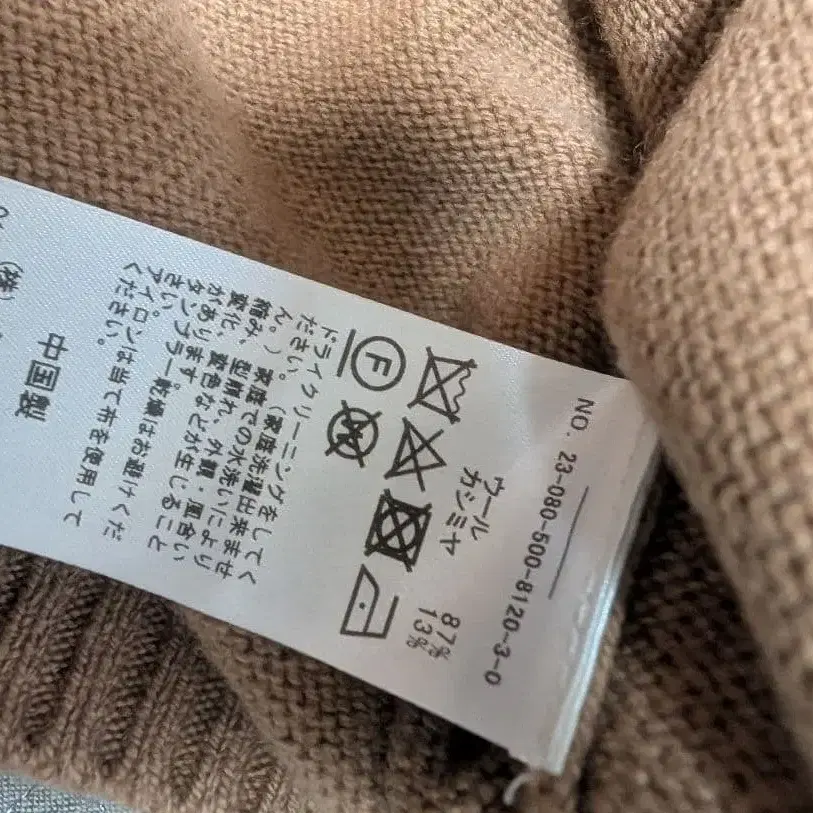 NO. 23-080-500-8120-3-0
ウール 87%
カシミヤ 13%
F
W
ドライクリーニングをしてく
ださい。(家庭洗濯出来ませ
ん。) 家庭での水洗いにより
縮み、型崩れ、外観・風合い
変化、変色などが生じること
があります。
タンブラー乾燥はお避けくだ
さい。
アイロンは当て布を使用して
ください。
中国製
(株)